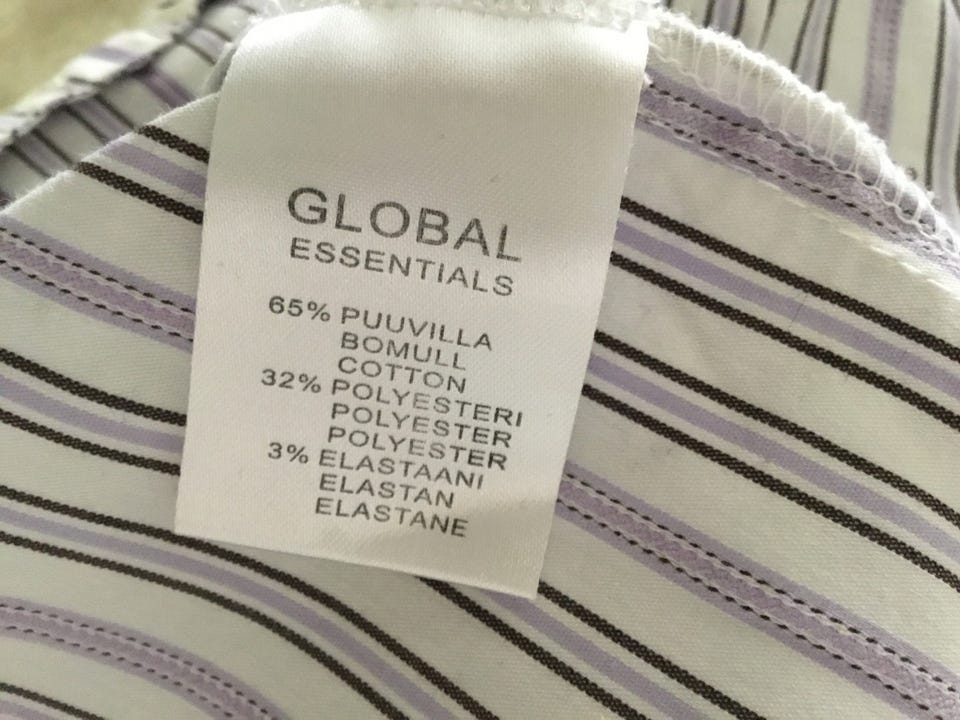 GLOBAL
ESSENTIALS
65% PUUVILLA
BOMULL
COTTON
32% POLYESTERI
POLYESTER
POLYESTER
3% ELASTAANI
ELASTAN
ELASTANE